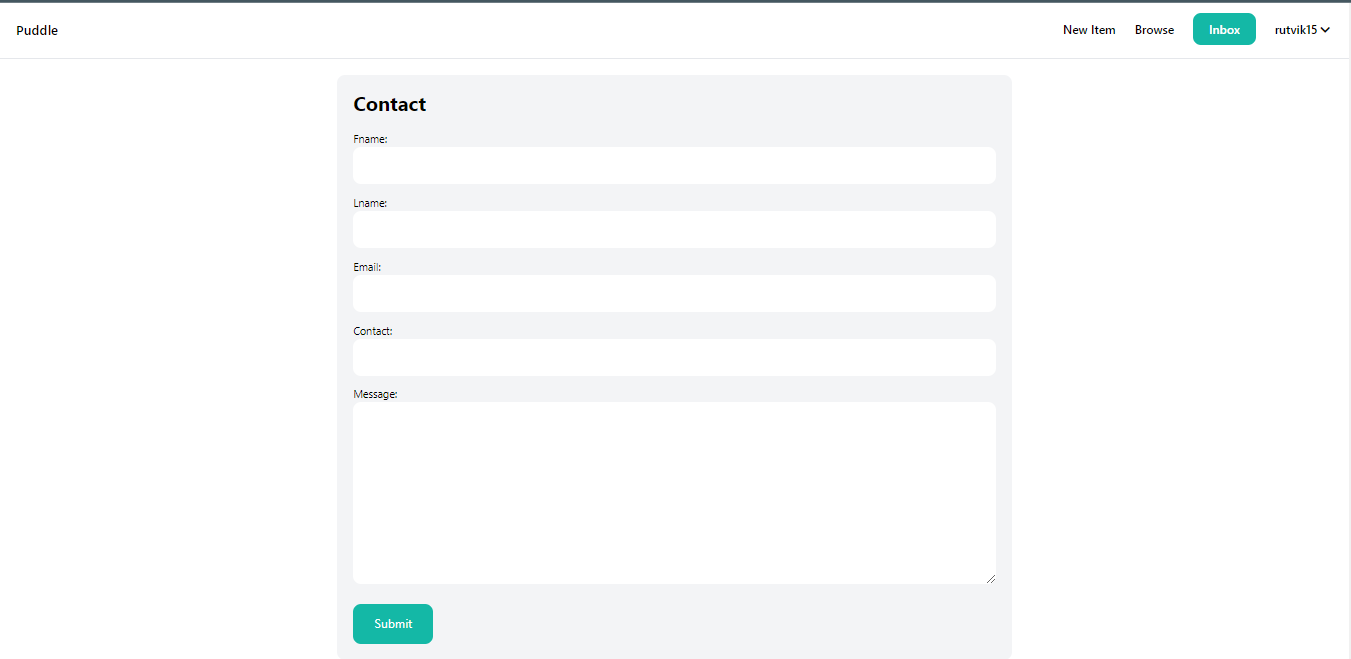 Puddle New Item Browse Inbox rutvik15
Contact
Fname:
Lname:
Email:
Contact:
Message:
Submit